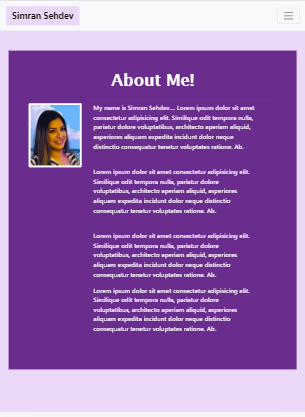 Simran Sehdev
About Me!
My name is Simran Sehdev... Lorem ipsum dolor sit amet
consectetur adipisicing elit. Similique odit tempora nulla,
pariatur dolore voluptatibus, architecto aperiam aliquid,
asperiores aliquam expedita incidunt dolor neque
distinctio consequatur tenetur voluptates ratione. Ab.
Lorem ipsum dolor sit amet consectetur adipisicing elit.
Similique odit tempora nulla, pariatur dolore
voluptatibus, architecto aperiam aliquid, asperiores
aliquam expedita incidunt dolor neque distinctio
consequatur tenetur voluptates ratione. Ab.
Lorem ipsum dolor sit amet consectetur adipisicing elit.
Similique odit tempora nulla, pariatur dolore
voluptatibus, architecto aperiam aliquid, asperiores
aliquam expedita incidunt dolor neque distinctio
consequatur tenetur voluptates ratione. Ab.
Lorem ipsum dolor sit amet consectetur adipisicing elit.
Similique odit tempora nulla, pariatur dolore
voluptatibus, architecto aperiam aliquid, asperiores
aliquam expedita incidunt dolor neque distinctio
consequatur tenetur voluptates ratione. Ab.